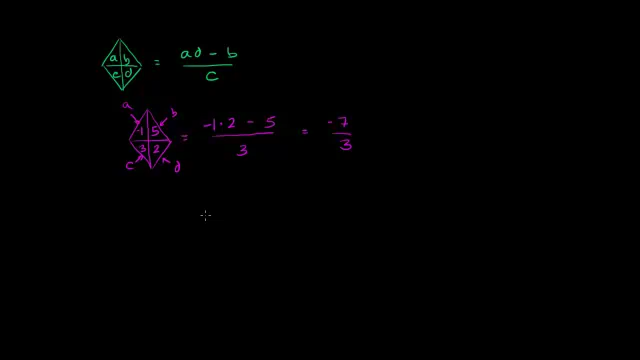 a b = ad - b
c d c
a b
-1 5 = -1 · 2 - 5 = -7
3 2 3 3
c d